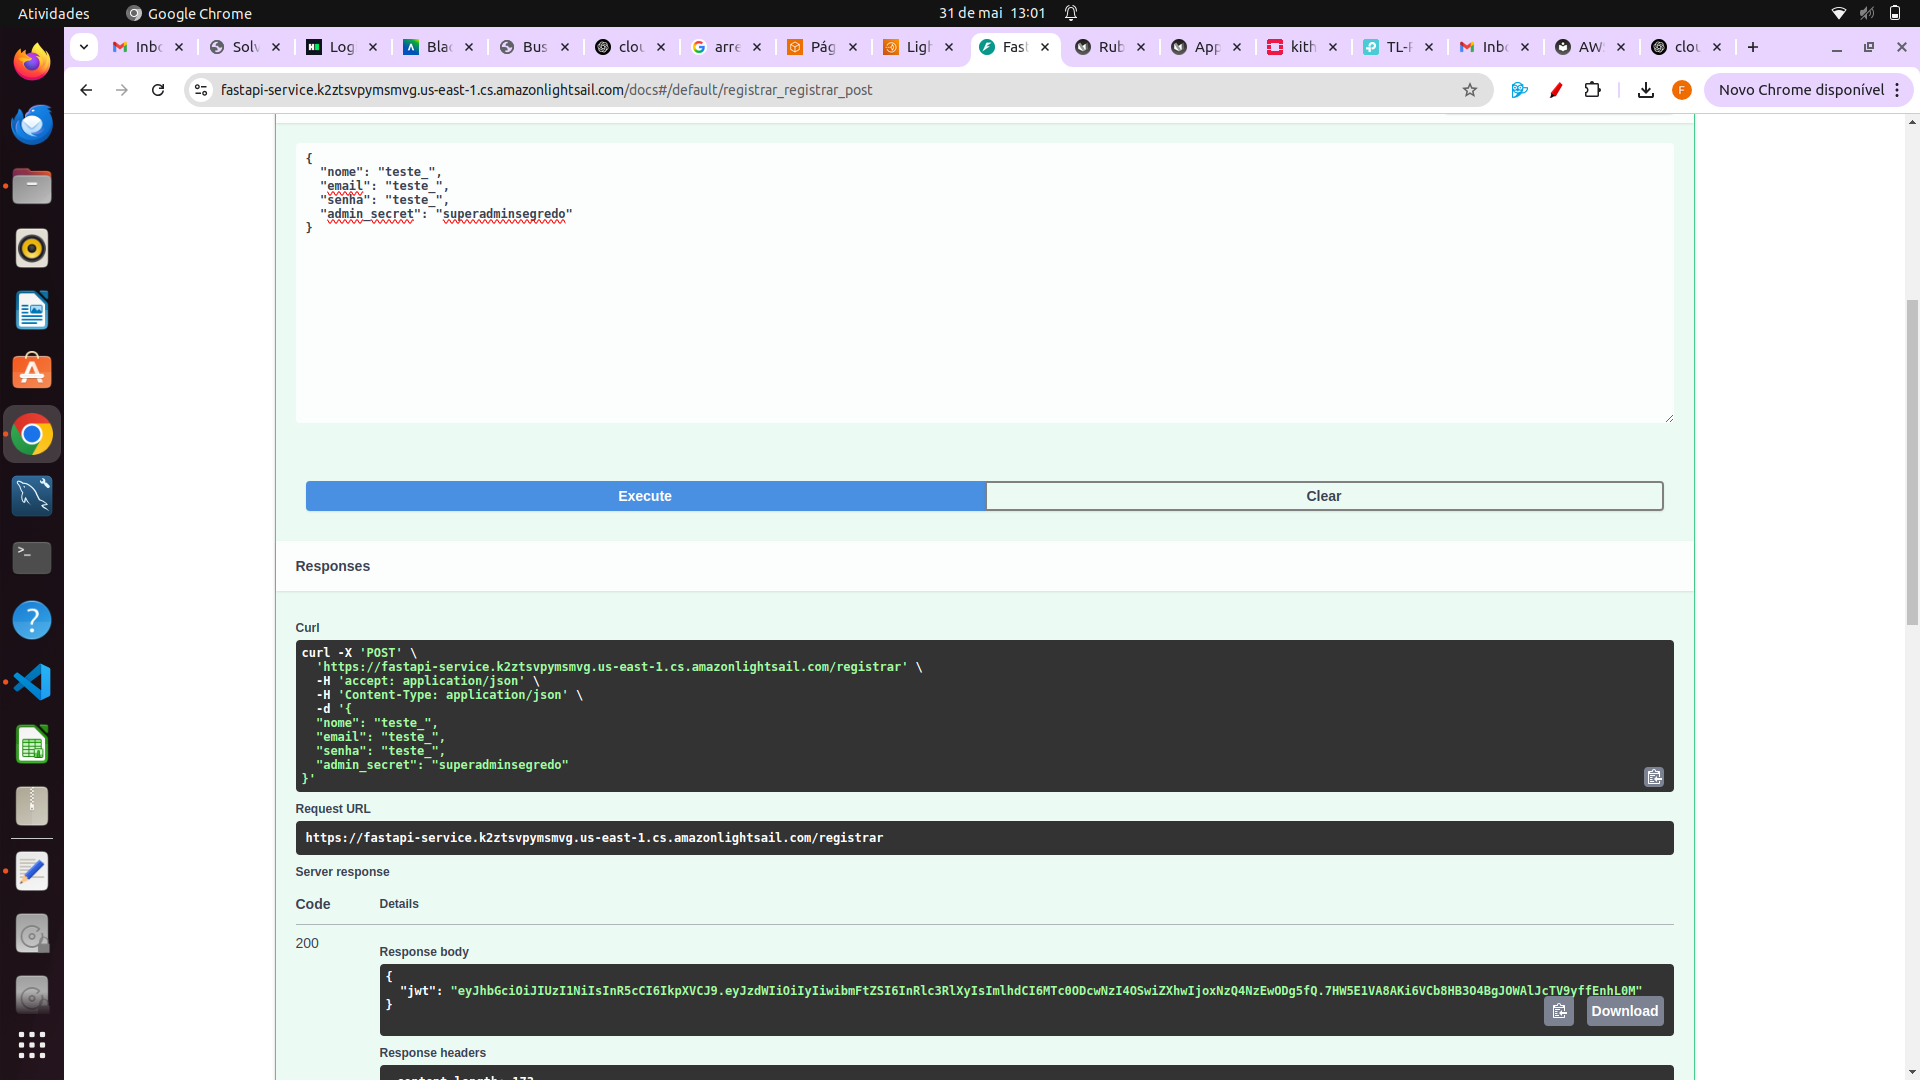 Atividades
Google Chrome
31 de mai 13:01
Inbo
Solv
Log
Blac
Bus
clou
arre
Pág
Ligh
Fast
Rub
App
kith
TL-F
Inbo
AWS
clou
fastapi-service.k2ztsvpymsmvg.us-east-1.cs.amazonlightsail.com/docs#/default/registrar_registrar_post
F
Novo Chrome disponível
{
"nome": "teste_",
"email": "teste_",
"senha": "teste_",
"admin_secret": "superadminsegredo"
}
Execute
Clear
Responses
Curl
curl -X 'POST' \
'https://fastapi-service.k2ztsvpymsmvg.us-east-1.cs.amazonlightsail.com/registrar' \
-H 'accept: application/json' \
-H 'Content-Type: application/json' \
-d '{
"nome": "teste_",
"email": "teste_",
"senha": "teste_",
"admin_secret": "superadminsegredo"
}'
Request URL
https://fastapi-service.k2ztsvpymsmvg.us-east-1.cs.amazonlightsail.com/registrar
Server response
Code
Details
200
Response body
{
"jwt": "eyJhbGciOiJIUzI1NiIsInR5cCI6IkpXVCJ9.eyJzdWIiOiIyIiwibmFtZSI6InRlc3RlXyIsImlhdCI6MTc0ODcwNzI4OSwiZXhwIjoxNzQ4NzEwODg5fQ.7HW5E1VA8AKi6VCb8HB3O4BgJOWAlJcTV9yffEnhL0M"
}
Download
Response headers
content-length: 173